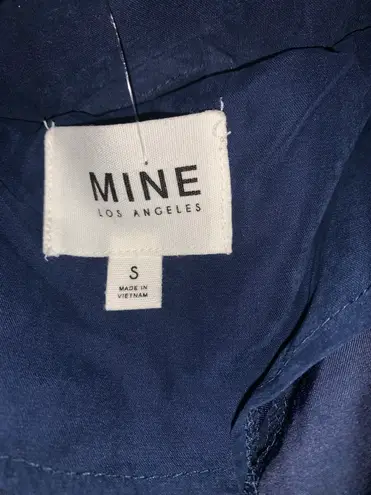 MINE
LOS ANGELES
S
MADE IN
VIETNAM